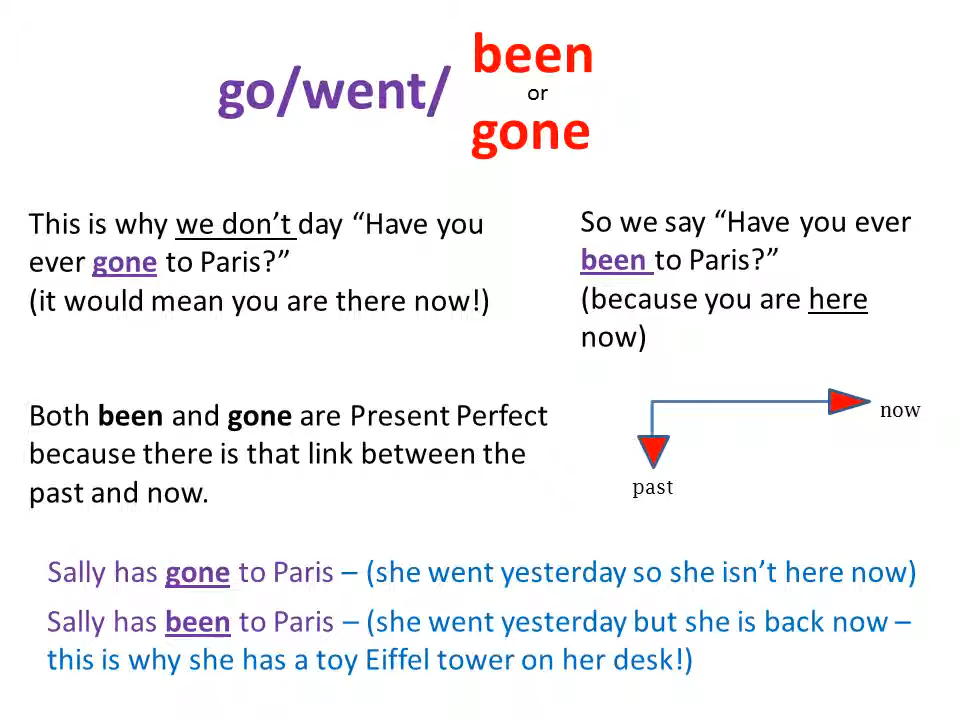 go/went/
been
or
gone
This is why we don’t day “Have you
ever gone to Paris?”
(it would mean you are there now!)
So we say “Have you ever
been to Paris?”
(because you are here
now)
Both been and gone are Present Perfect
because there is that link between the
past and now.
now
past
Sally has gone to Paris – (she went yesterday so she isn’t here now)
Sally has been to Paris – (she went yesterday but she is back now –
this is why she has a toy Eiffel tower on her desk!)